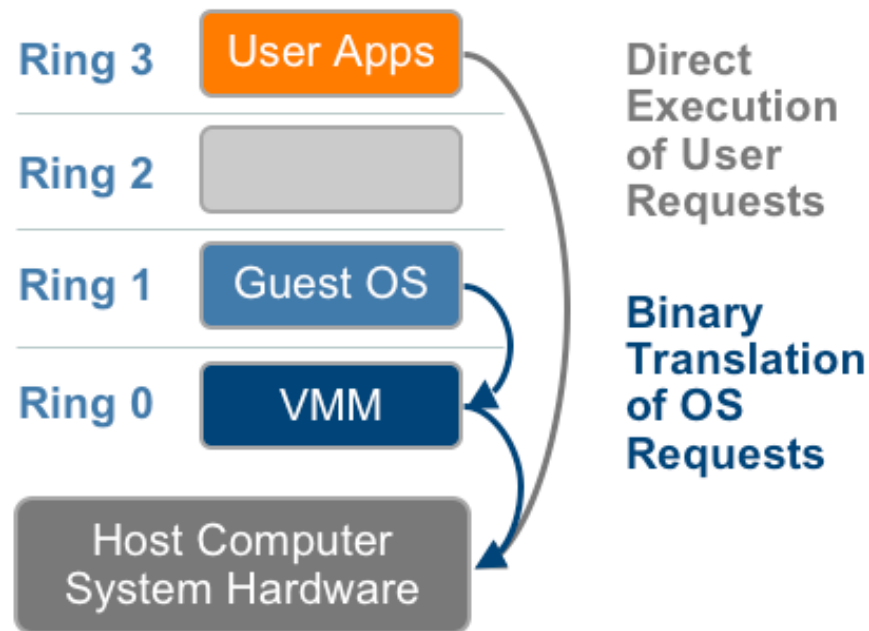 Ring 3
User Apps
Ring 2
Ring 1
Guest OS
Ring 0
VMM
Host Computer
System Hardware
Direct
Execution
of User
Requests
Binary
Translation
of OS
Requests